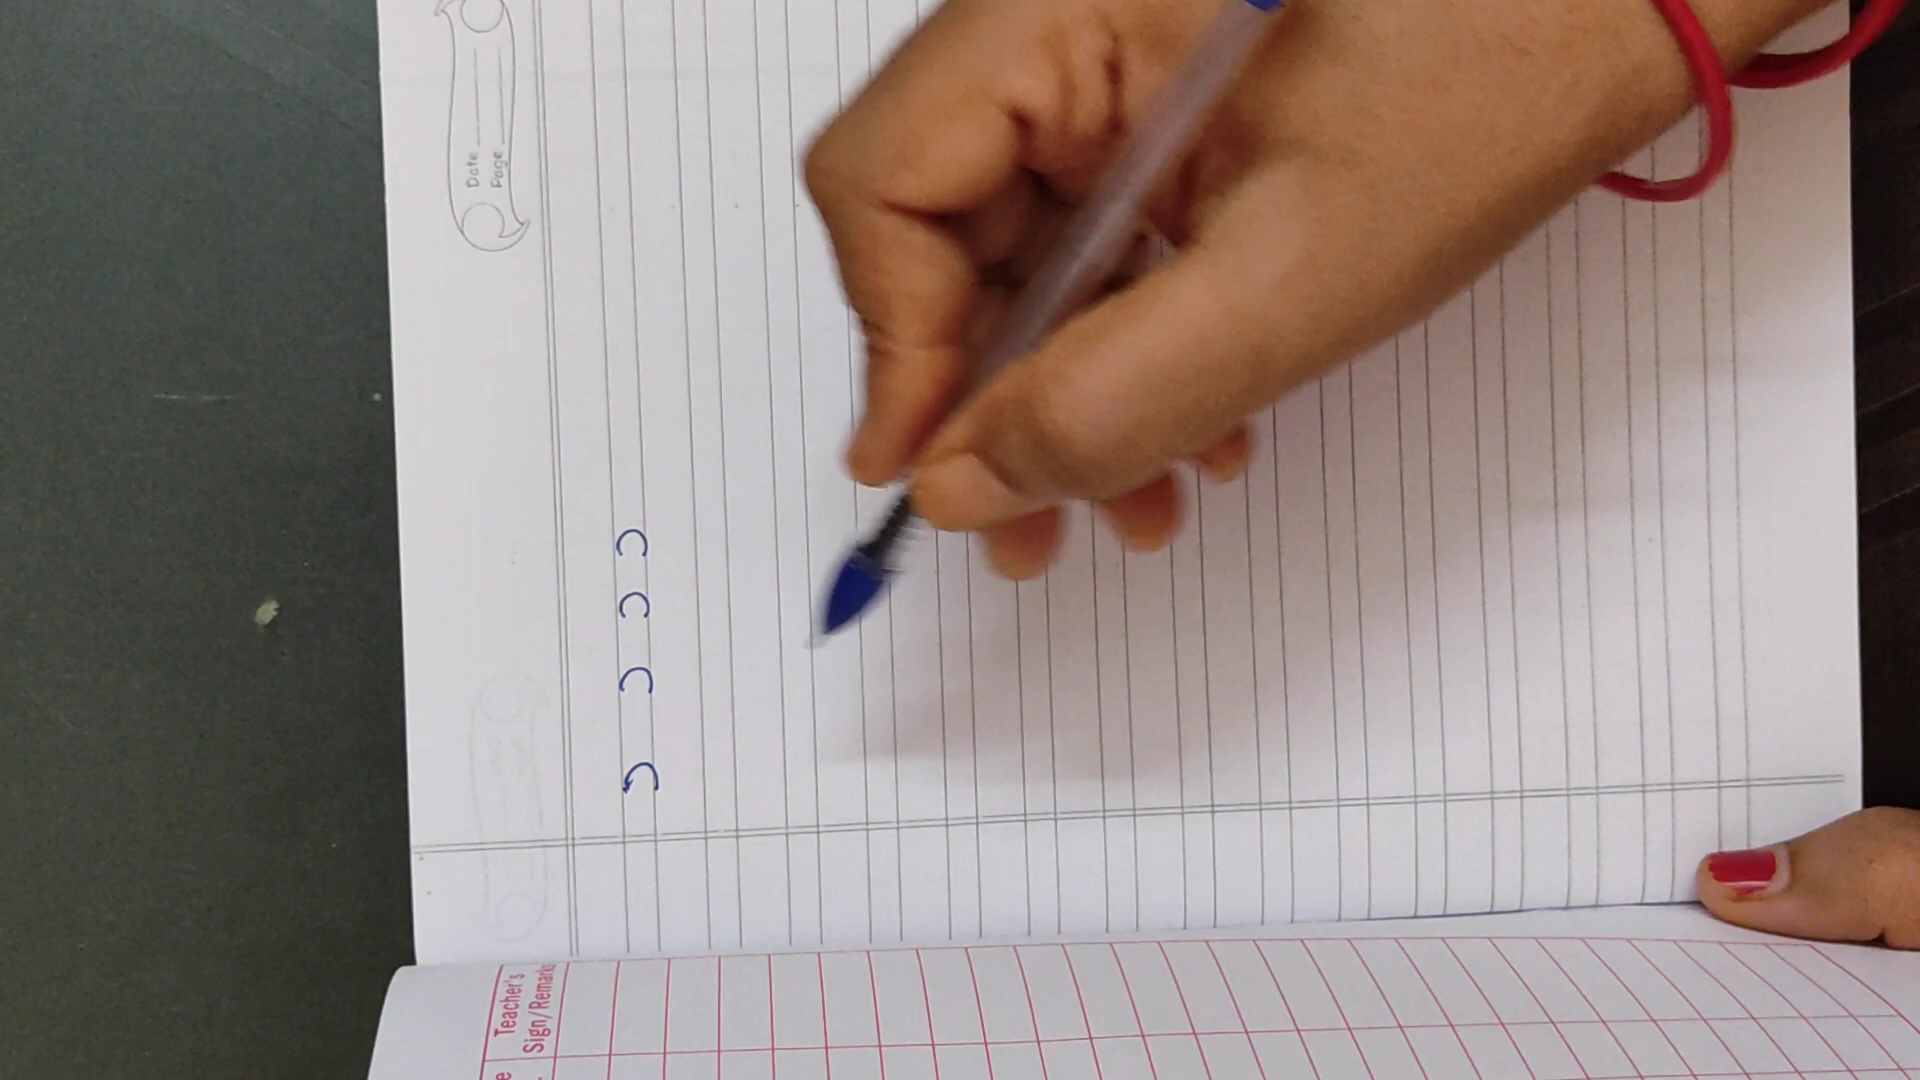 Date
Page
ɔ ɔ ɔ ɔ
Teacher's
Sign/Remarks